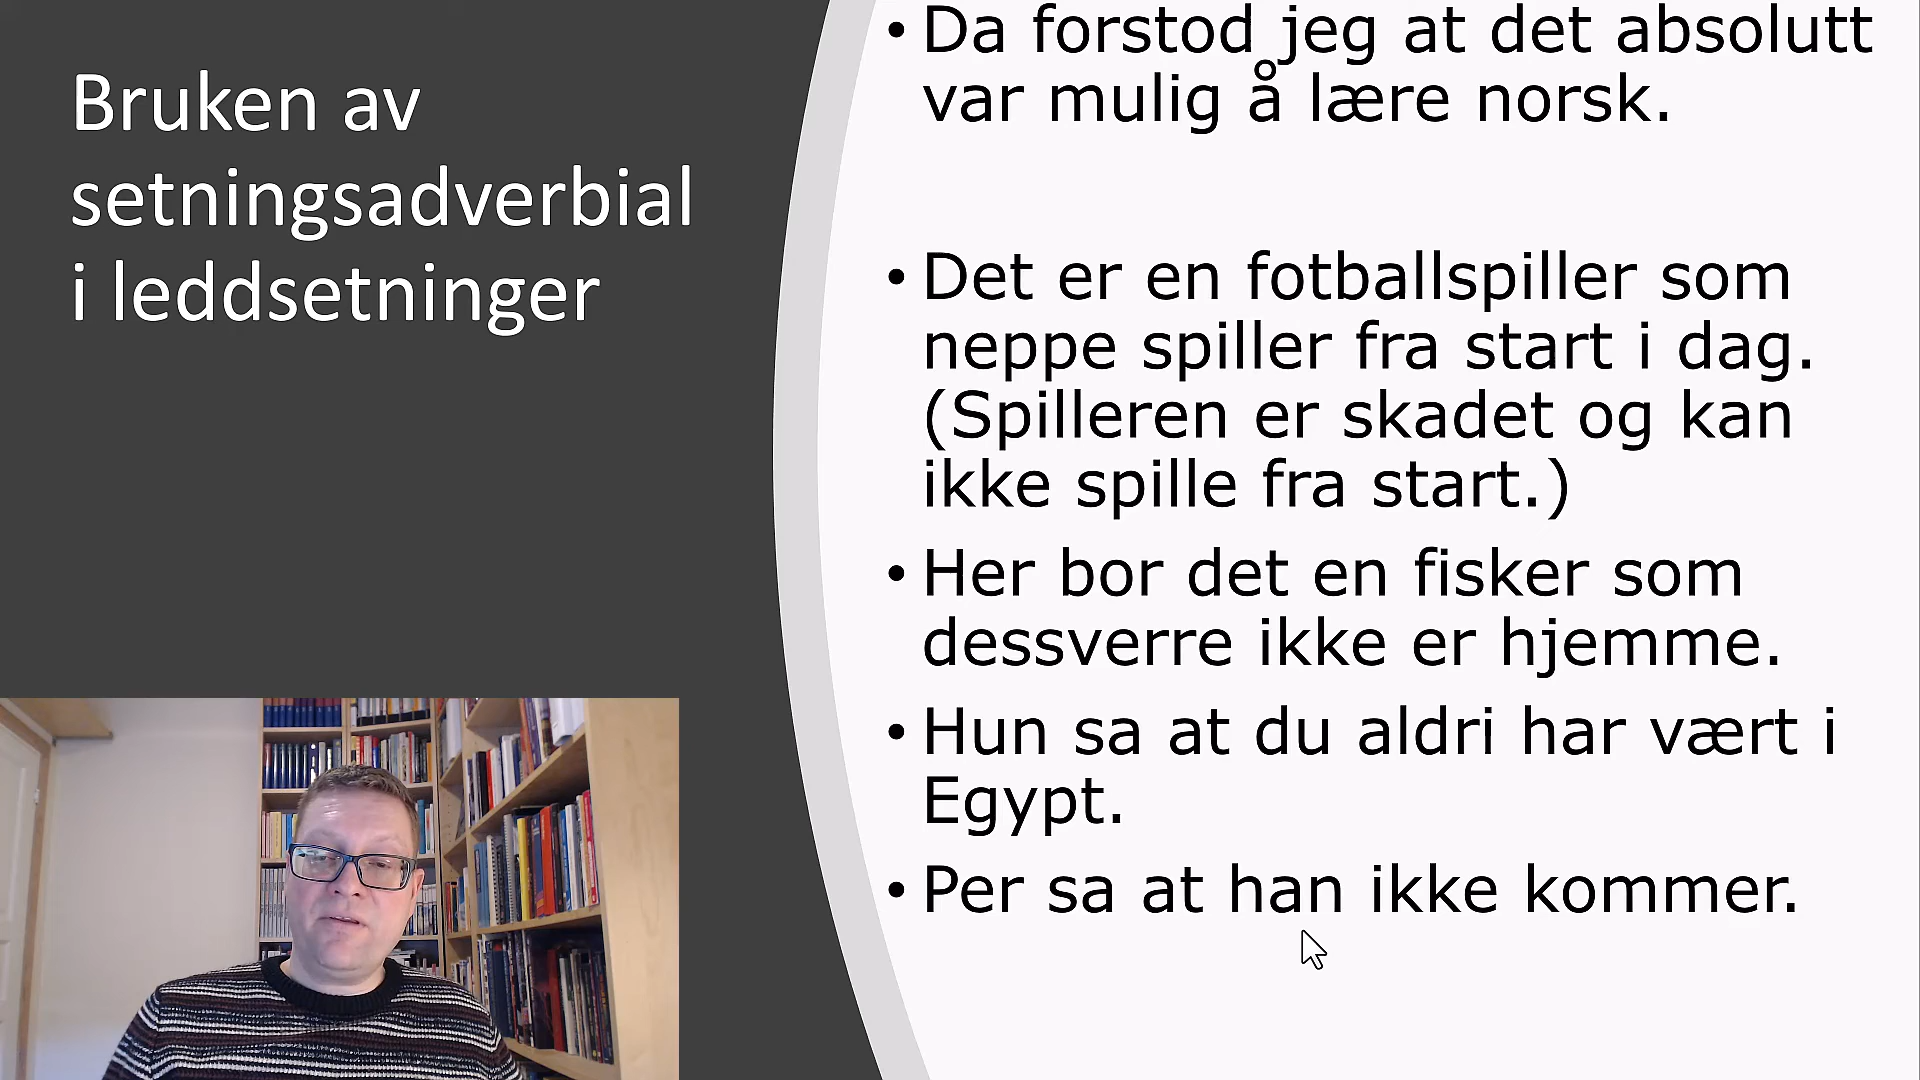 Bruken av
setningsadverbial
i leddsetninger
• Da forstod jeg at det absolutt
var mulig å lære norsk.
• Det er en fotballspiller som
neppe spiller fra start i dag.
(Spilleren er skadet og kan
ikke spille fra start.)
• Her bor det en fisker som
dessverre ikke er hjemme.
• Hun sa at du aldri har vært i
Egypt.
• Per sa at han ikke kommer.